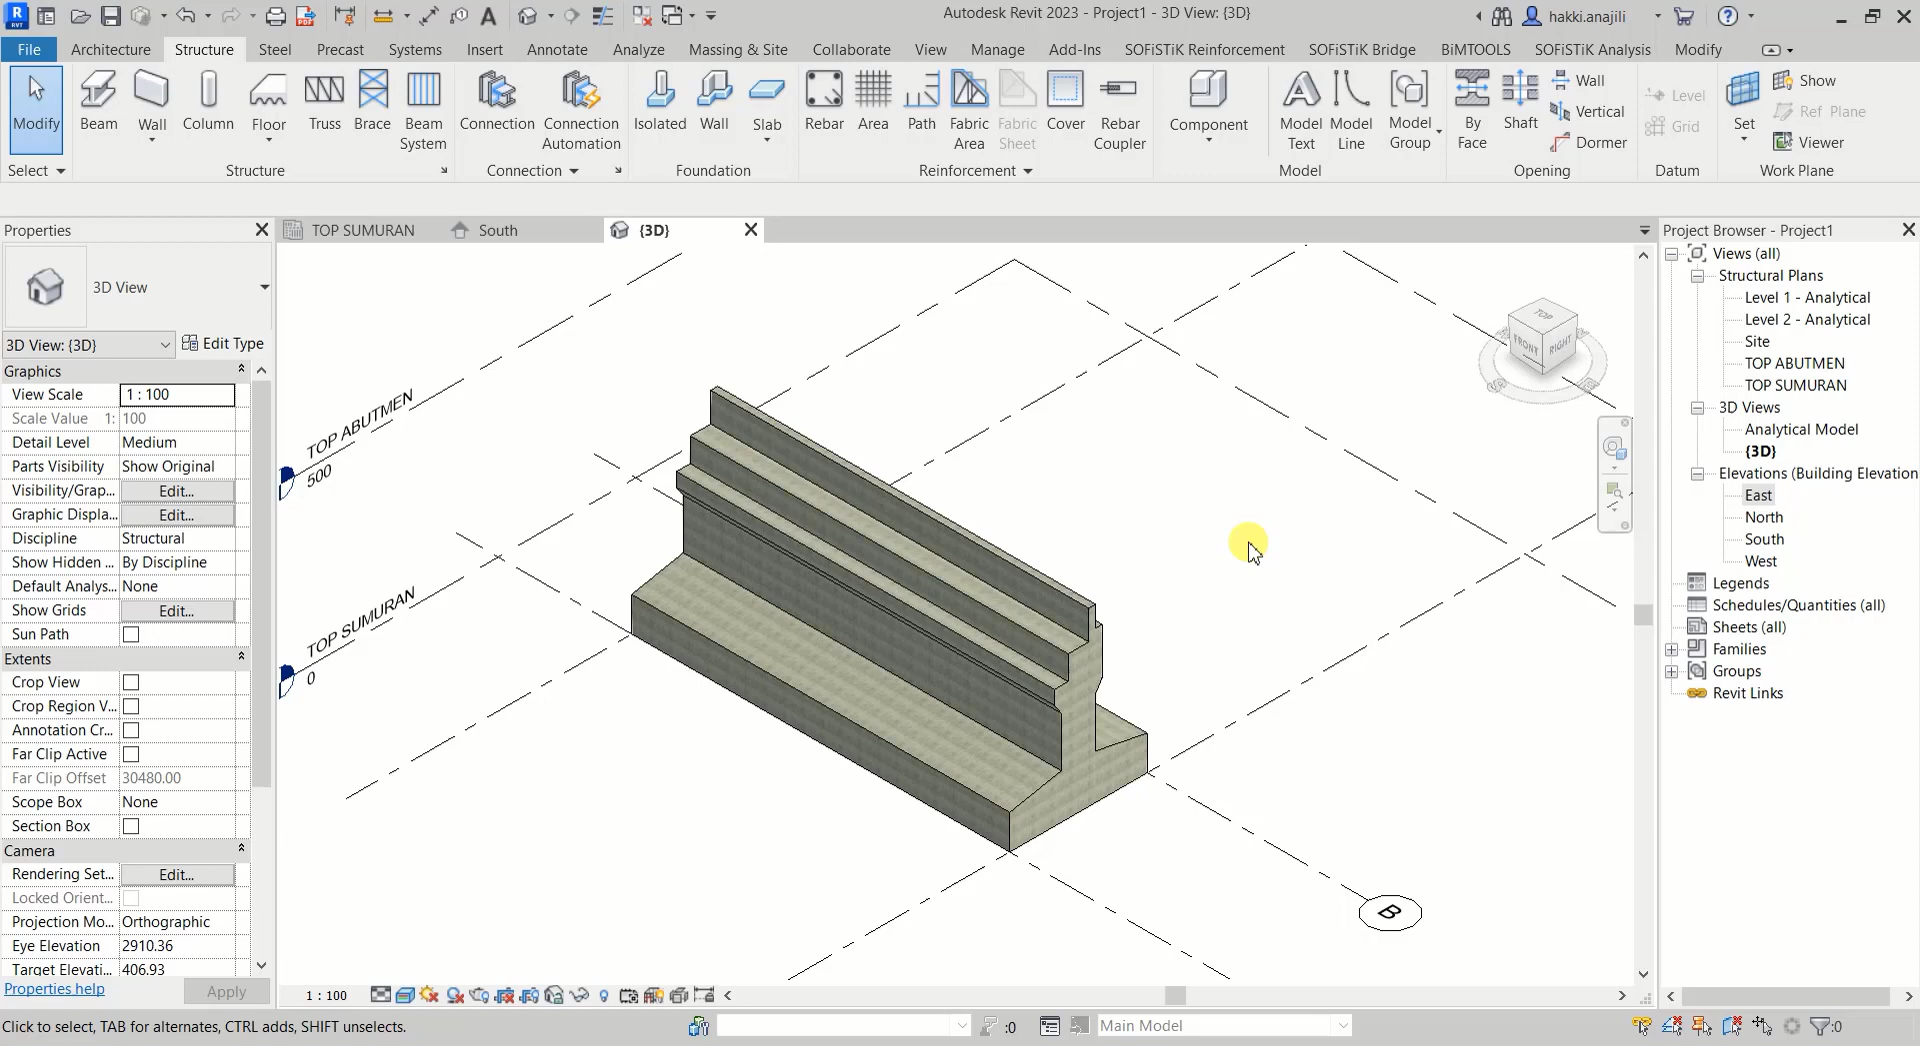 Autodesk Revit 2023 - Project1 - 3D View: {3D}
hakki.anajili
File Architecture Structure Steel Precast Systems Insert Annotate Analyze Massing & Site Collaborate View Manage Add-Ins SOFiSTiK Reinforcement SOFiSTiK Bridge BiMTOOLS SOFiSTiK Analysis Modify
Modify Beam Wall Column Floor Truss Brace Beam System Connection Connection Automation Isolated Wall Slab Rebar Area Path Fabric Area Fabric Sheet Cover Rebar Coupler Component Model Text Model Line Model Group By Face Shaft Wall Vertical Dormer Level Grid Set Show Ref Plane Viewer
Select Structure Connection Foundation Reinforcement Model Opening Datum Work Plane
Properties
TOP SUMURAN South {3D}
Project Browser - Project1
3D View
3D View: {3D} Edit Type
Graphics
View Scale 1 : 100
Scale Value 1: 100
Detail Level Medium
Parts Visibility Show Original
Visibility/Grap... Edit...
Graphic Displa... Edit...
Discipline Structural
Show Hidden ... By Discipline
Default Analys... None
Show Grids Edit...
Sun Path
Extents
Crop View
Crop Region V...
Annotation Cr...
Far Clip Active
Far Clip Offset 30480.00
Scope Box None
Section Box
Camera
Rendering Set... Edit...
Locked Orient...
Projection Mo... Orthographic
Eye Elevation 2910.36
Target Elevati... 406.93
Properties help Apply
TOP ABUTMEN
500
TOP SUMURAN
0
B
TOP
FRONT
RIGHT
Views (all)
Structural Plans
Level 1 - Analytical
Level 2 - Analytical
Site
TOP ABUTMEN
TOP SUMURAN
3D Views
Analytical Model
{3D}
Elevations (Building Elevation
East
North
South
West
Legends
Schedules/Quantities (all)
Sheets (all)
Families
Groups
Revit Links
1 : 100
Click to select, TAB for alternates, CTRL adds, SHIFT unselects.
:0
Main Model
:0